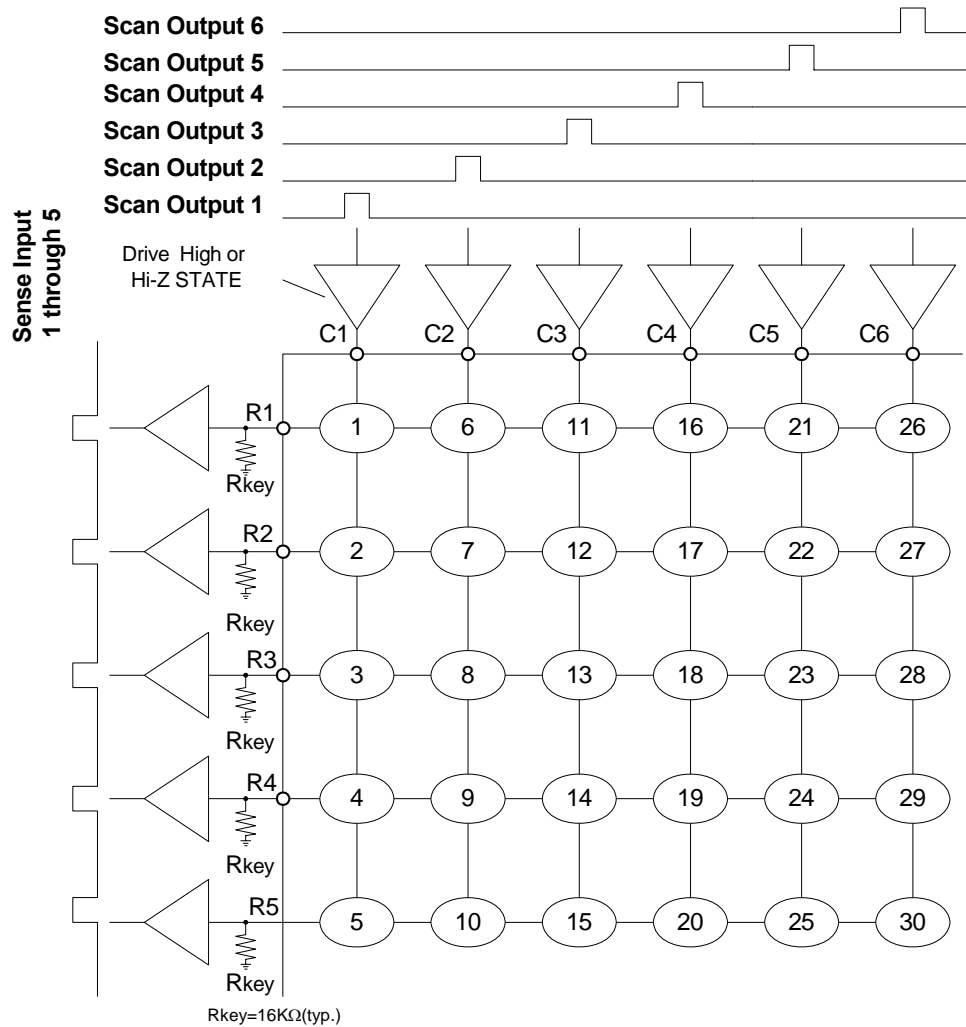 Scan Output 6
Scan Output 5
Scan Output 4
Scan Output 3
Scan Output 2
Scan Output 1
Sense Input
1 through 5
Drive High or
Hi-Z STATE
C1 C2 C3 C4 C5 C6
R1 1 6 11 16 21 26
Rkey
R2 2 7 12 17 22 27
Rkey
R3 3 8 13 18 23 28
Rkey
R4 4 9 14 19 24 29
Rkey
R5 5 10 15 20 25 30
Rkey
Rkey=16KΩ(typ.)